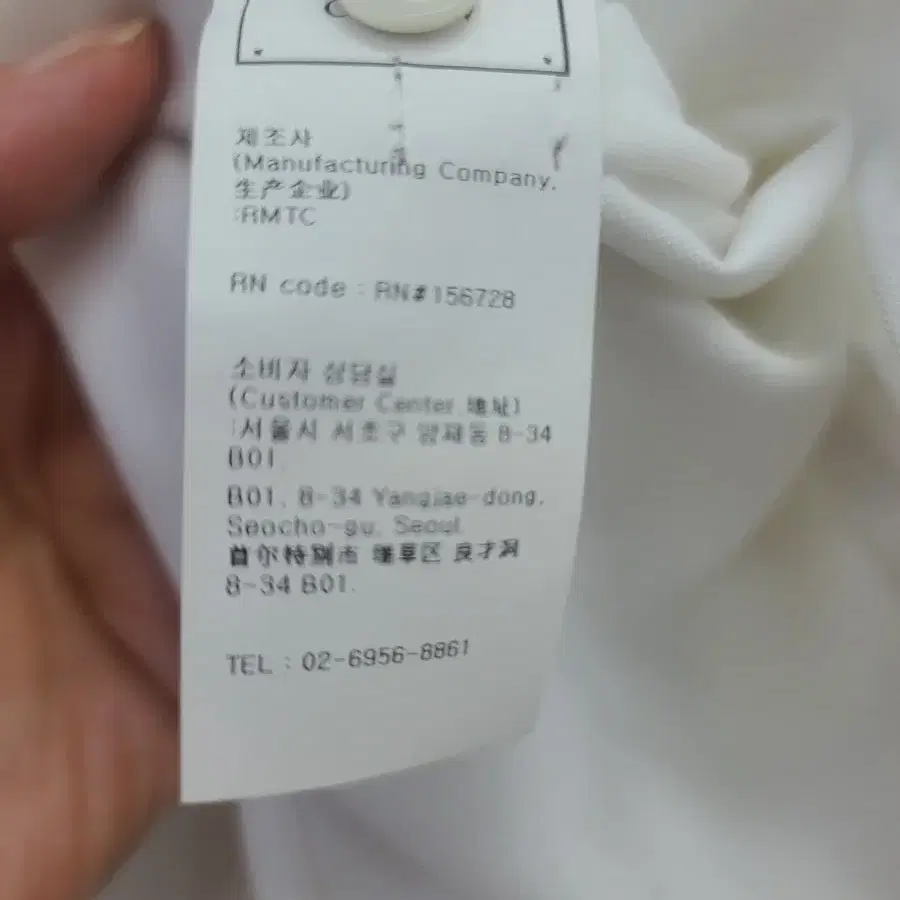 제조사
(Manufacturing Company,
生产企业)
:RMTC
RN code : RN#156728
소비자 상담실
(Customer Center 地址)
:서울시 서초구 양재동 8-34
B01
B01, 8-34 Yangjae-dong,
Seocho-gu, Seoul
首尔特别市 瑞草区 良才洞
8-34 B01.
TEL : 02-6956-8861